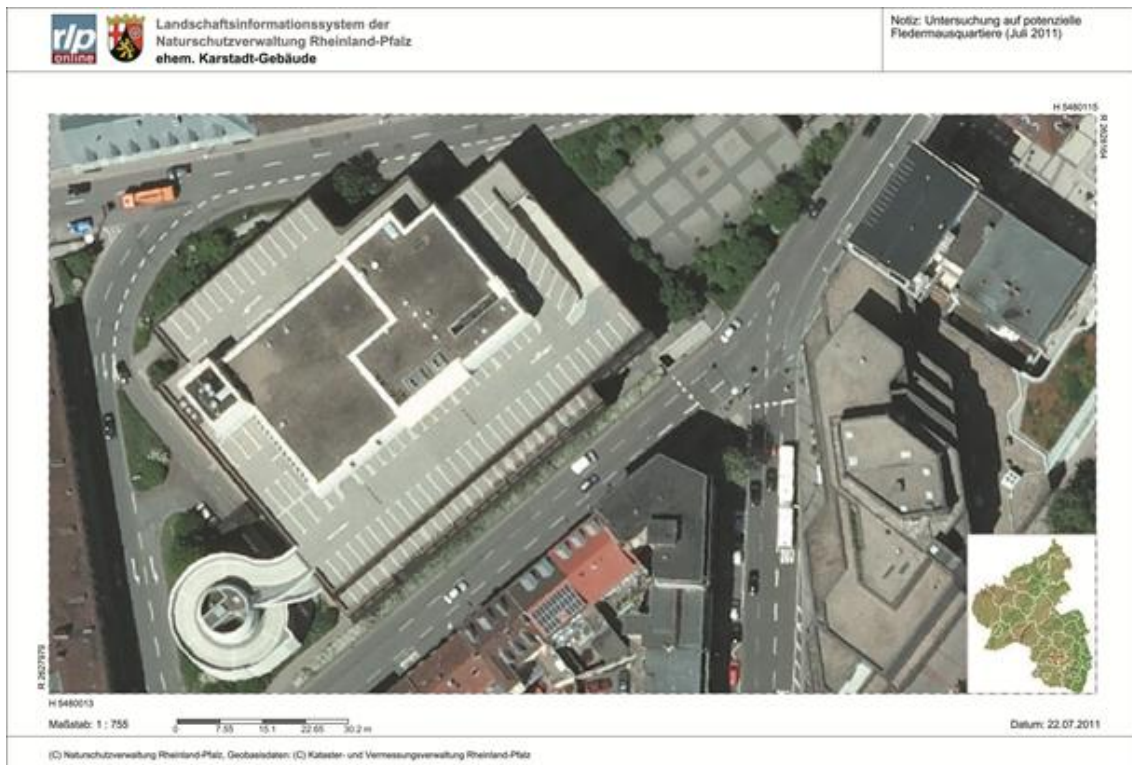 rlp
online
Landschaftsinformationssystem der
Naturschutzverwaltung Rheinland-Pfalz
ehem. Karstadt-Gebäude
Notiz: Untersuchung auf potenzielle
Fledermausquartiere (Juli 2011)
H 5480115
R 2628164
R 2627979
H 5480013
Maßstab: 1 : 755
0 7.55 15.1 22.65 30.2 m
Datum: 22.07.2011
(C) Naturschutzverwaltung Rheinland-Pfalz, Geobasisdaten: (C) Kataster- und Vermessungsverwaltung Rheinland-Pfalz